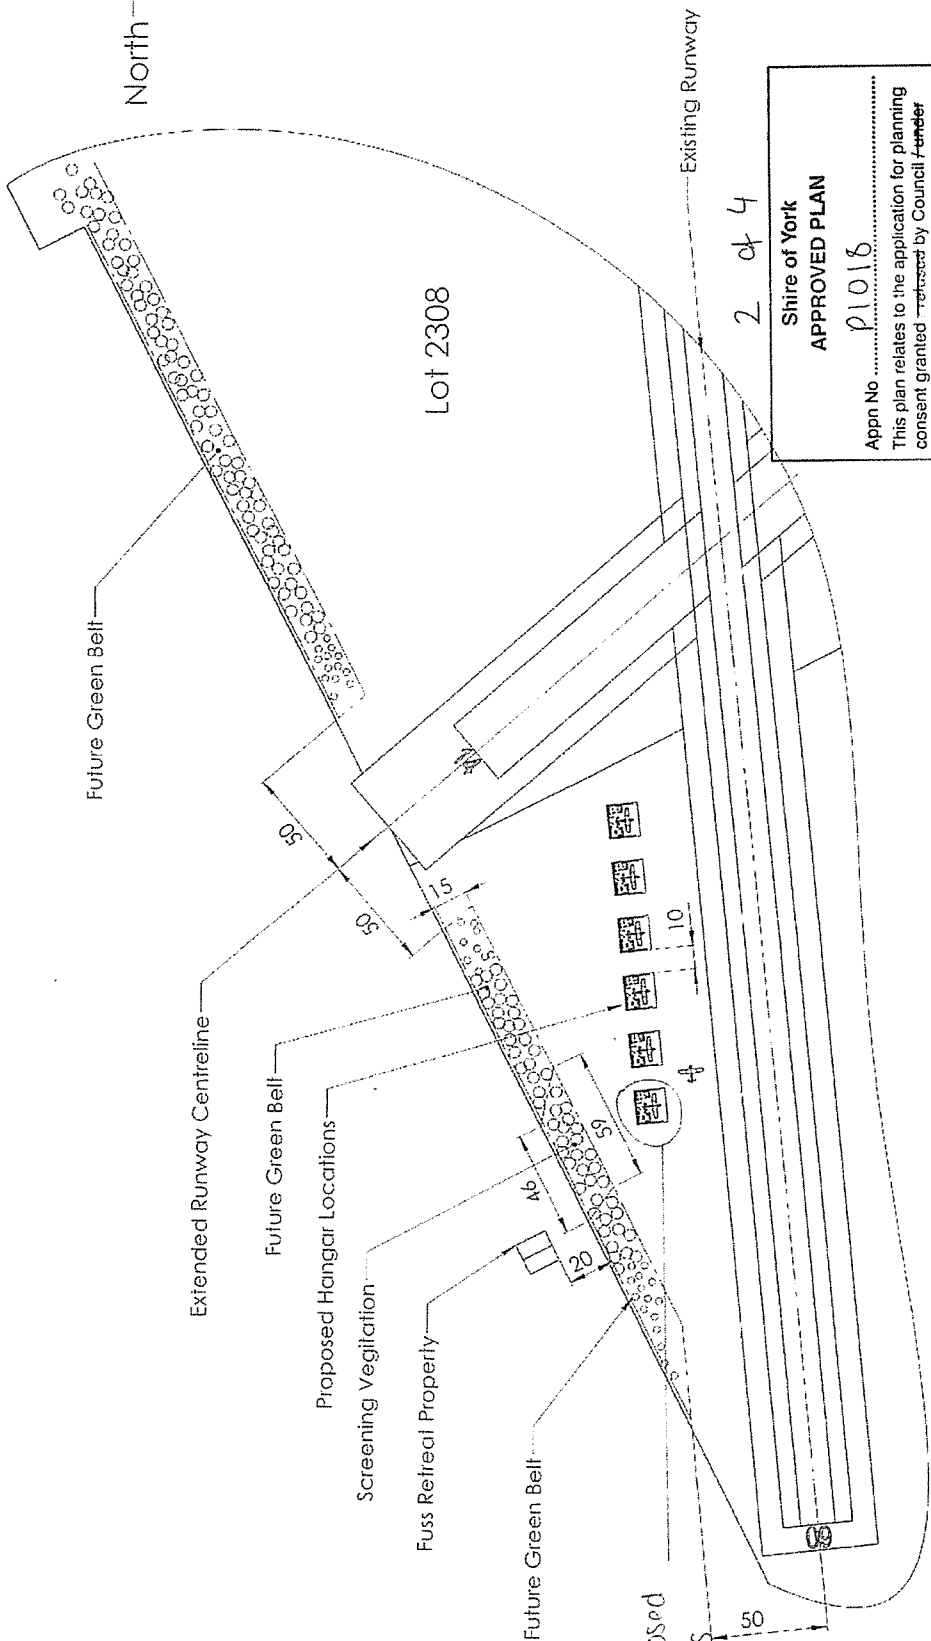 North
Future Green Belt
Extended Runway Centreline
Future Green Belt
Proposed Hangar Locations
Screening Vegitation
Fuss Retreat Property
Future Green Belt
Lot 2308
Existing Runway
50
50
15
10
59
46
20
09
50
2 of 4
Shire of York
APPROVED PLAN
Appn No P1018
This plan relates to the application for planning
consent granted refused by Council / under